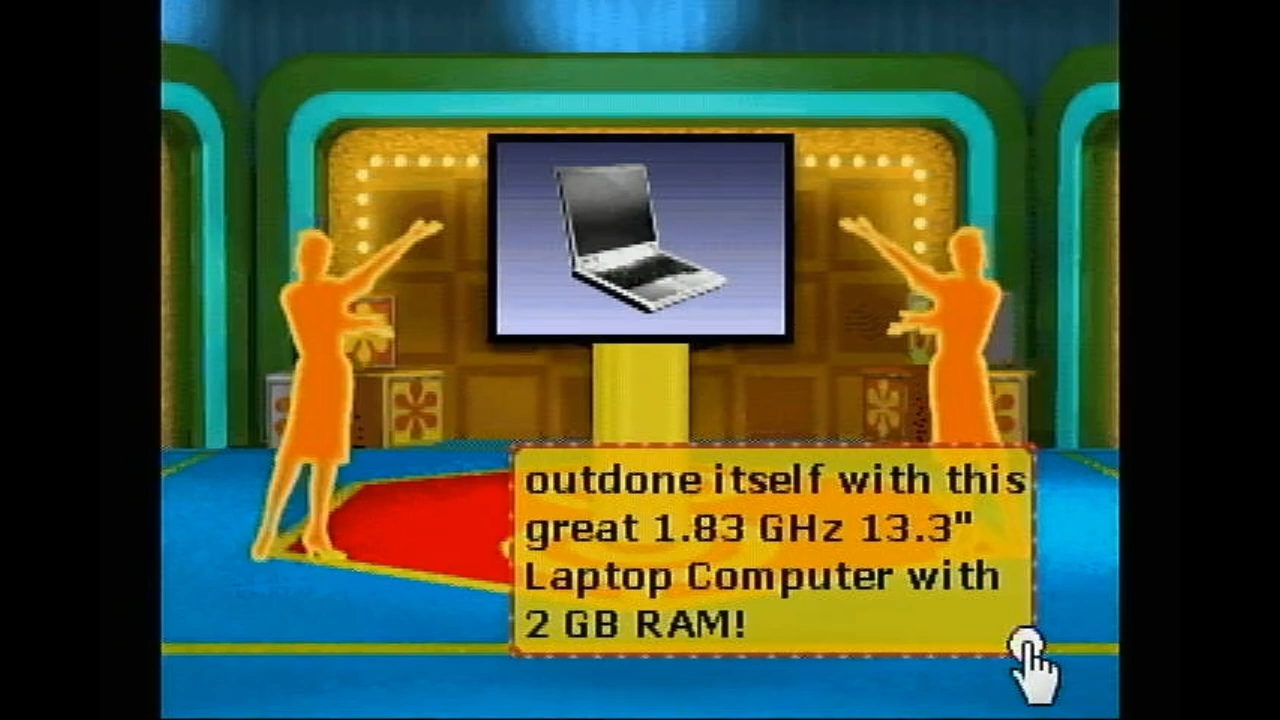 outdone itself with this
great 1.83 GHz 13.3"
Laptop Computer with
2 GB RAM!